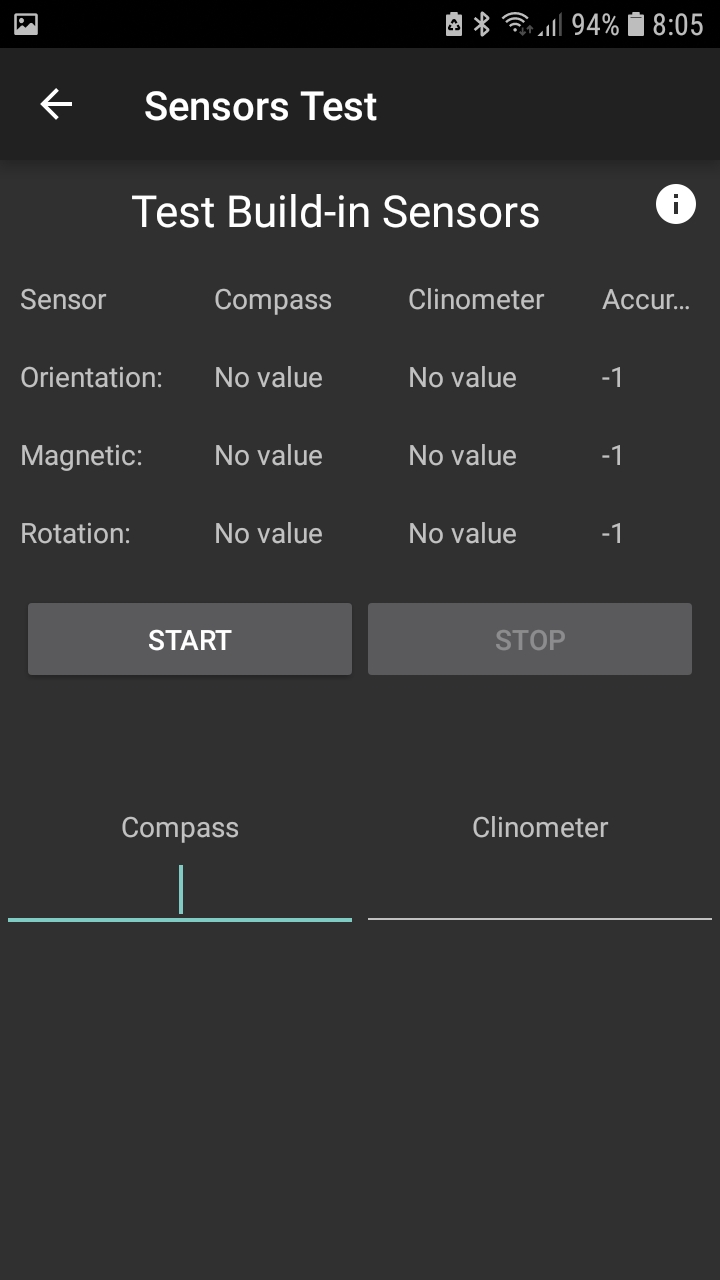 94% 8:05
Sensors Test
Test Build-in Sensors
Sensor Compass Clinometer Accur...
Orientation: No value No value -1
Magnetic: No value No value -1
Rotation: No value No value -1
START STOP
Compass Clinometer